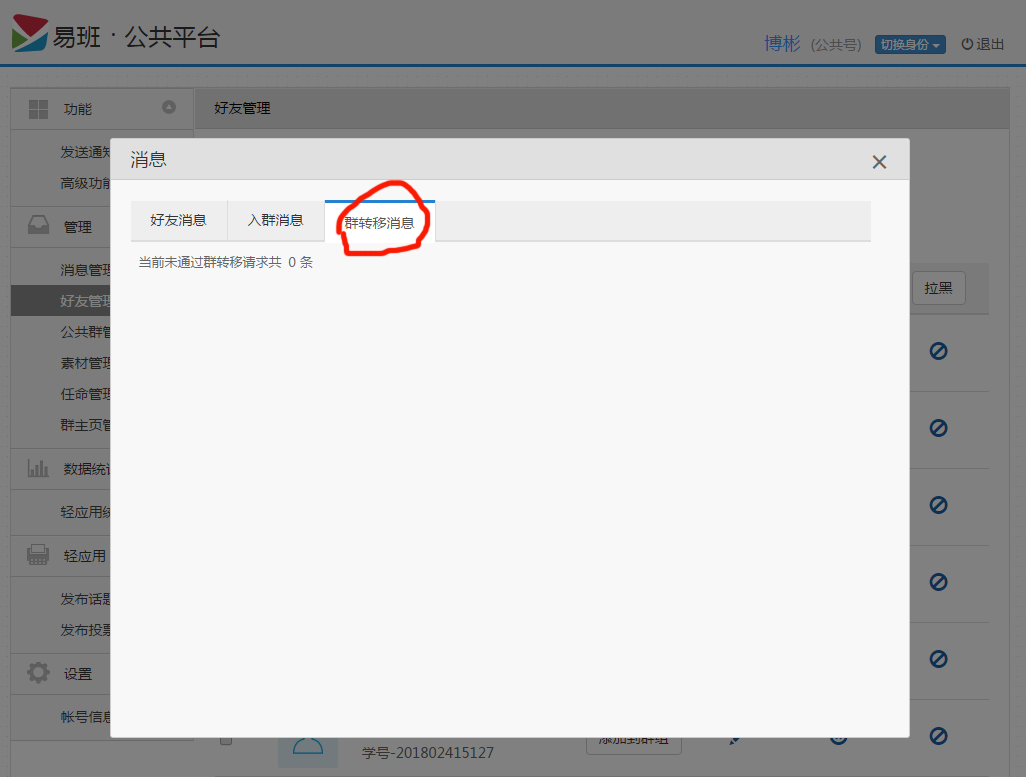 易班 · 公共平台
博彬 (公共号) 切换身份 退出
功能
好友管理
发送通知
高级功能
管理
消息管理
好友管理
公共群管
素材管理
任命管理
群主页管
数据统计
轻应用统
轻应用
发布话题
发布投票
设置
帐号信息
消息
好友消息 入群消息 群转移消息
当前未通过群转移请求共 0 条
拉黑
添加到群组
学号-201802415127